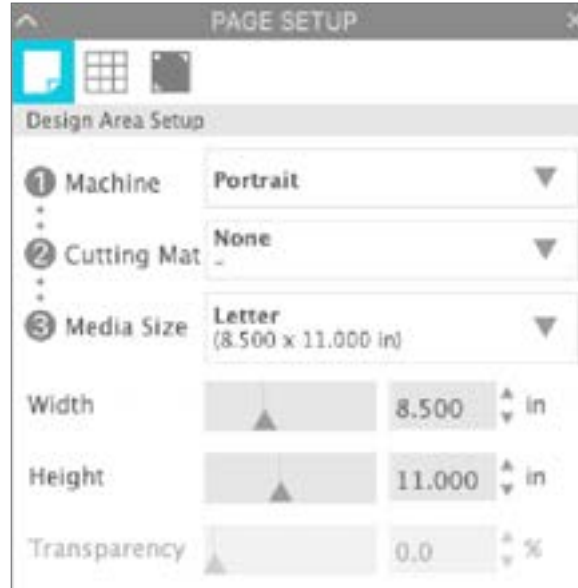 PAGE SETUP
Design Area Setup
1 Machine Portrait
2 Cutting Mat None
-
3 Media Size Letter
(8.500 x 11.000 in)
Width 8.500 in
Height 11.000 in
Transparency 0.0 %